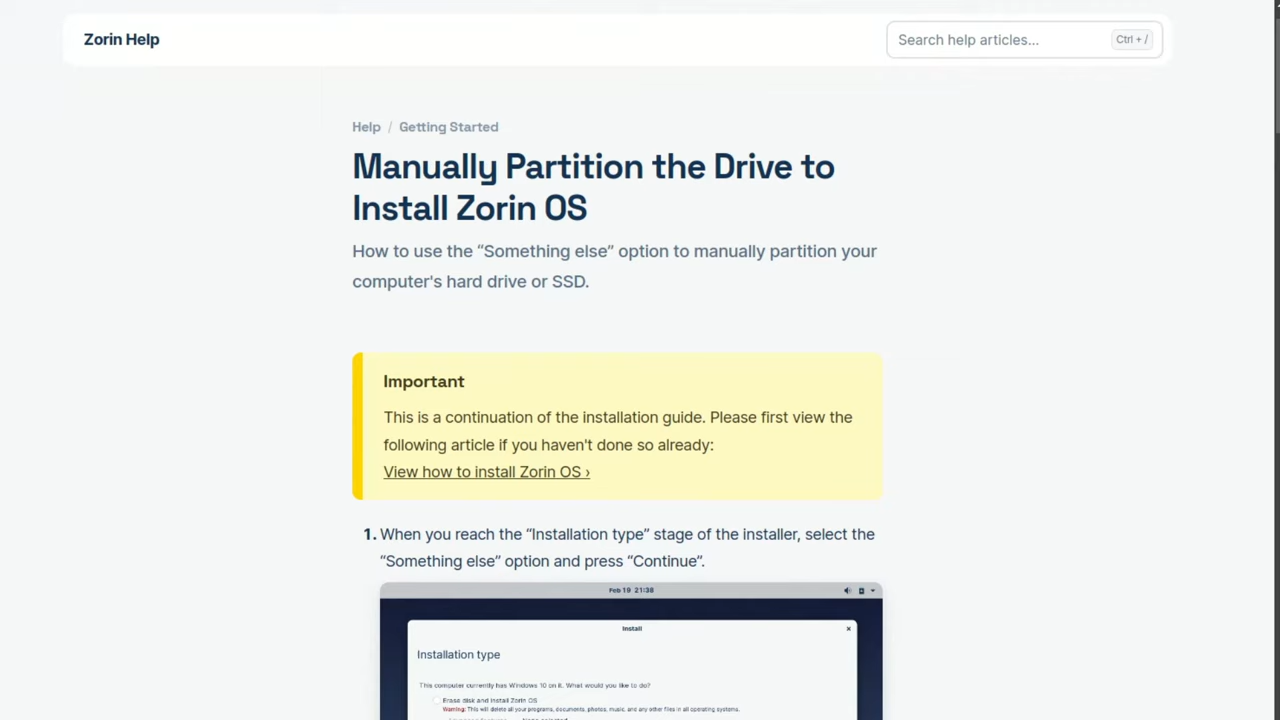 Zorin Help
Search help articles...
Ctrl + /
Help / Getting Started
Manually Partition the Drive to
Install Zorin OS
How to use the “Something else” option to manually partition your
computer's hard drive or SSD.
Important
This is a continuation of the installation guide. Please first view the
following article if you haven't done so already:
View how to install Zorin OS ›
1. When you reach the “Installation type” stage of the installer, select the
“Something else” option and press “Continue”.
Feb 19 21:38
Install
Installation type
This computer currently has Windows 10 on it. What would you like to do?
Erase disk and install Zorin OS
Warning: This will delete all your programs, documents, photos, music, and any other files in all operating systems.